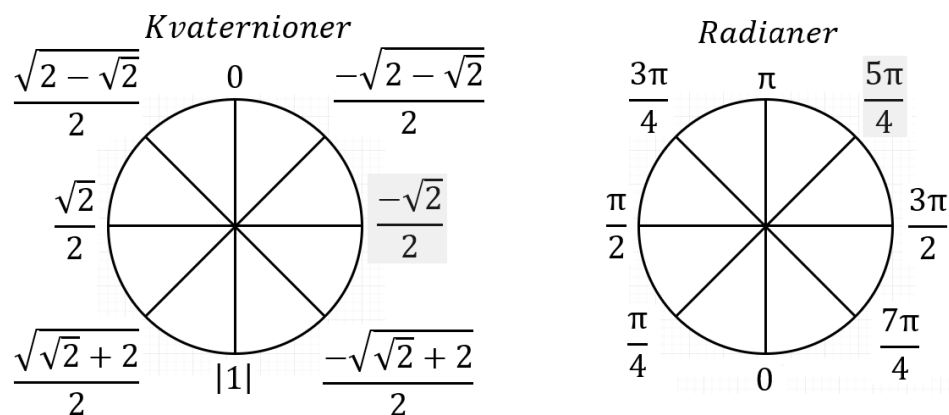 Kvaternioner
√(2 − √2)/2
0
−√(2 − √2)/2
√2/2
−√2/2
√(√2 + 2)/2
|1|
−√(√2 + 2)/2
Radianer
3π/4
π
5π/4
π/2
3π/2
π/4
0
7π/4